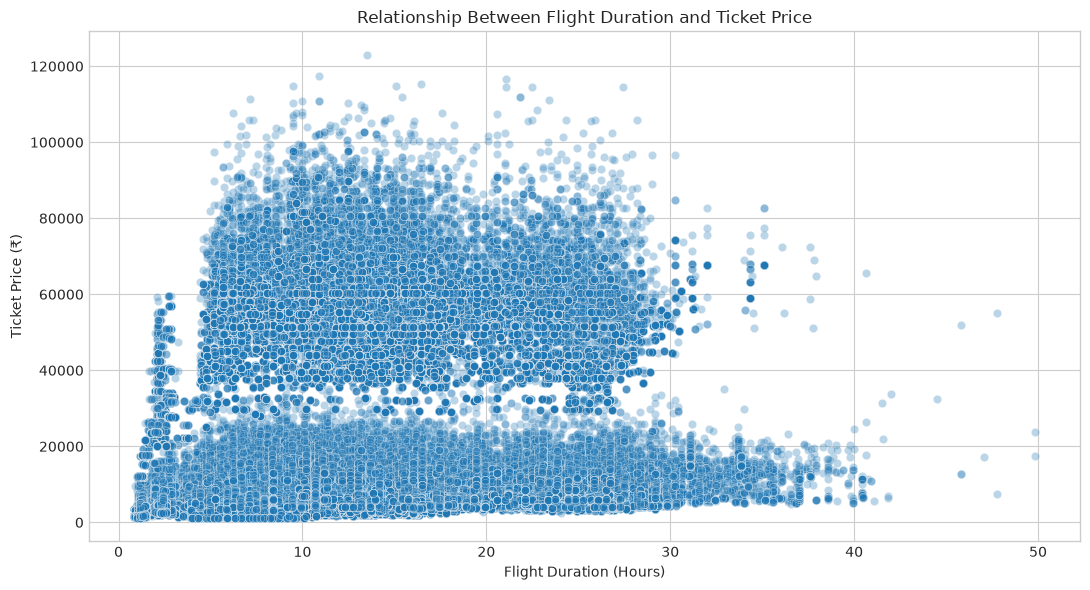 Relationship Between Flight Duration and Ticket Price
Ticket Price (₹)
120000
100000
80000
60000
40000
20000
0
0 10 20 30 40 50
Flight Duration (Hours)